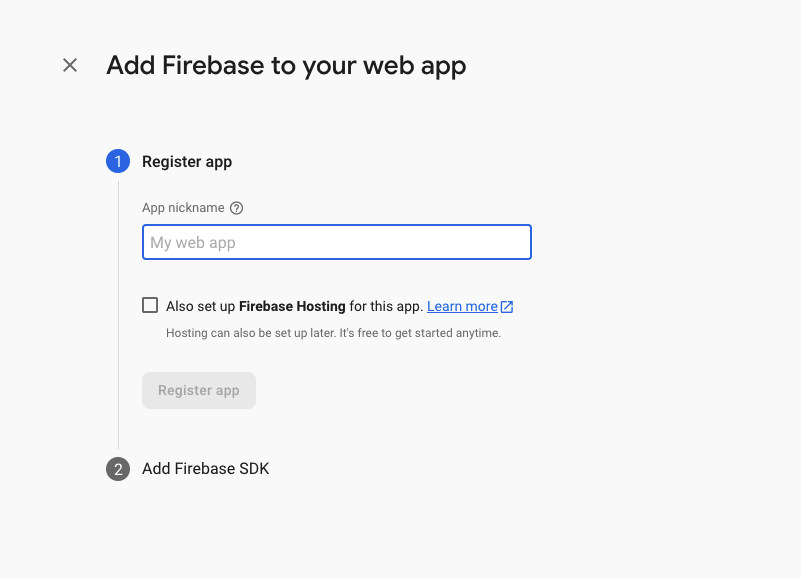 Add Firebase to your web app
1 Register app
App nickname
My web app
Also set up Firebase Hosting for this app. Learn more
Hosting can also be set up later. It's free to get started anytime.
Register app
2 Add Firebase SDK